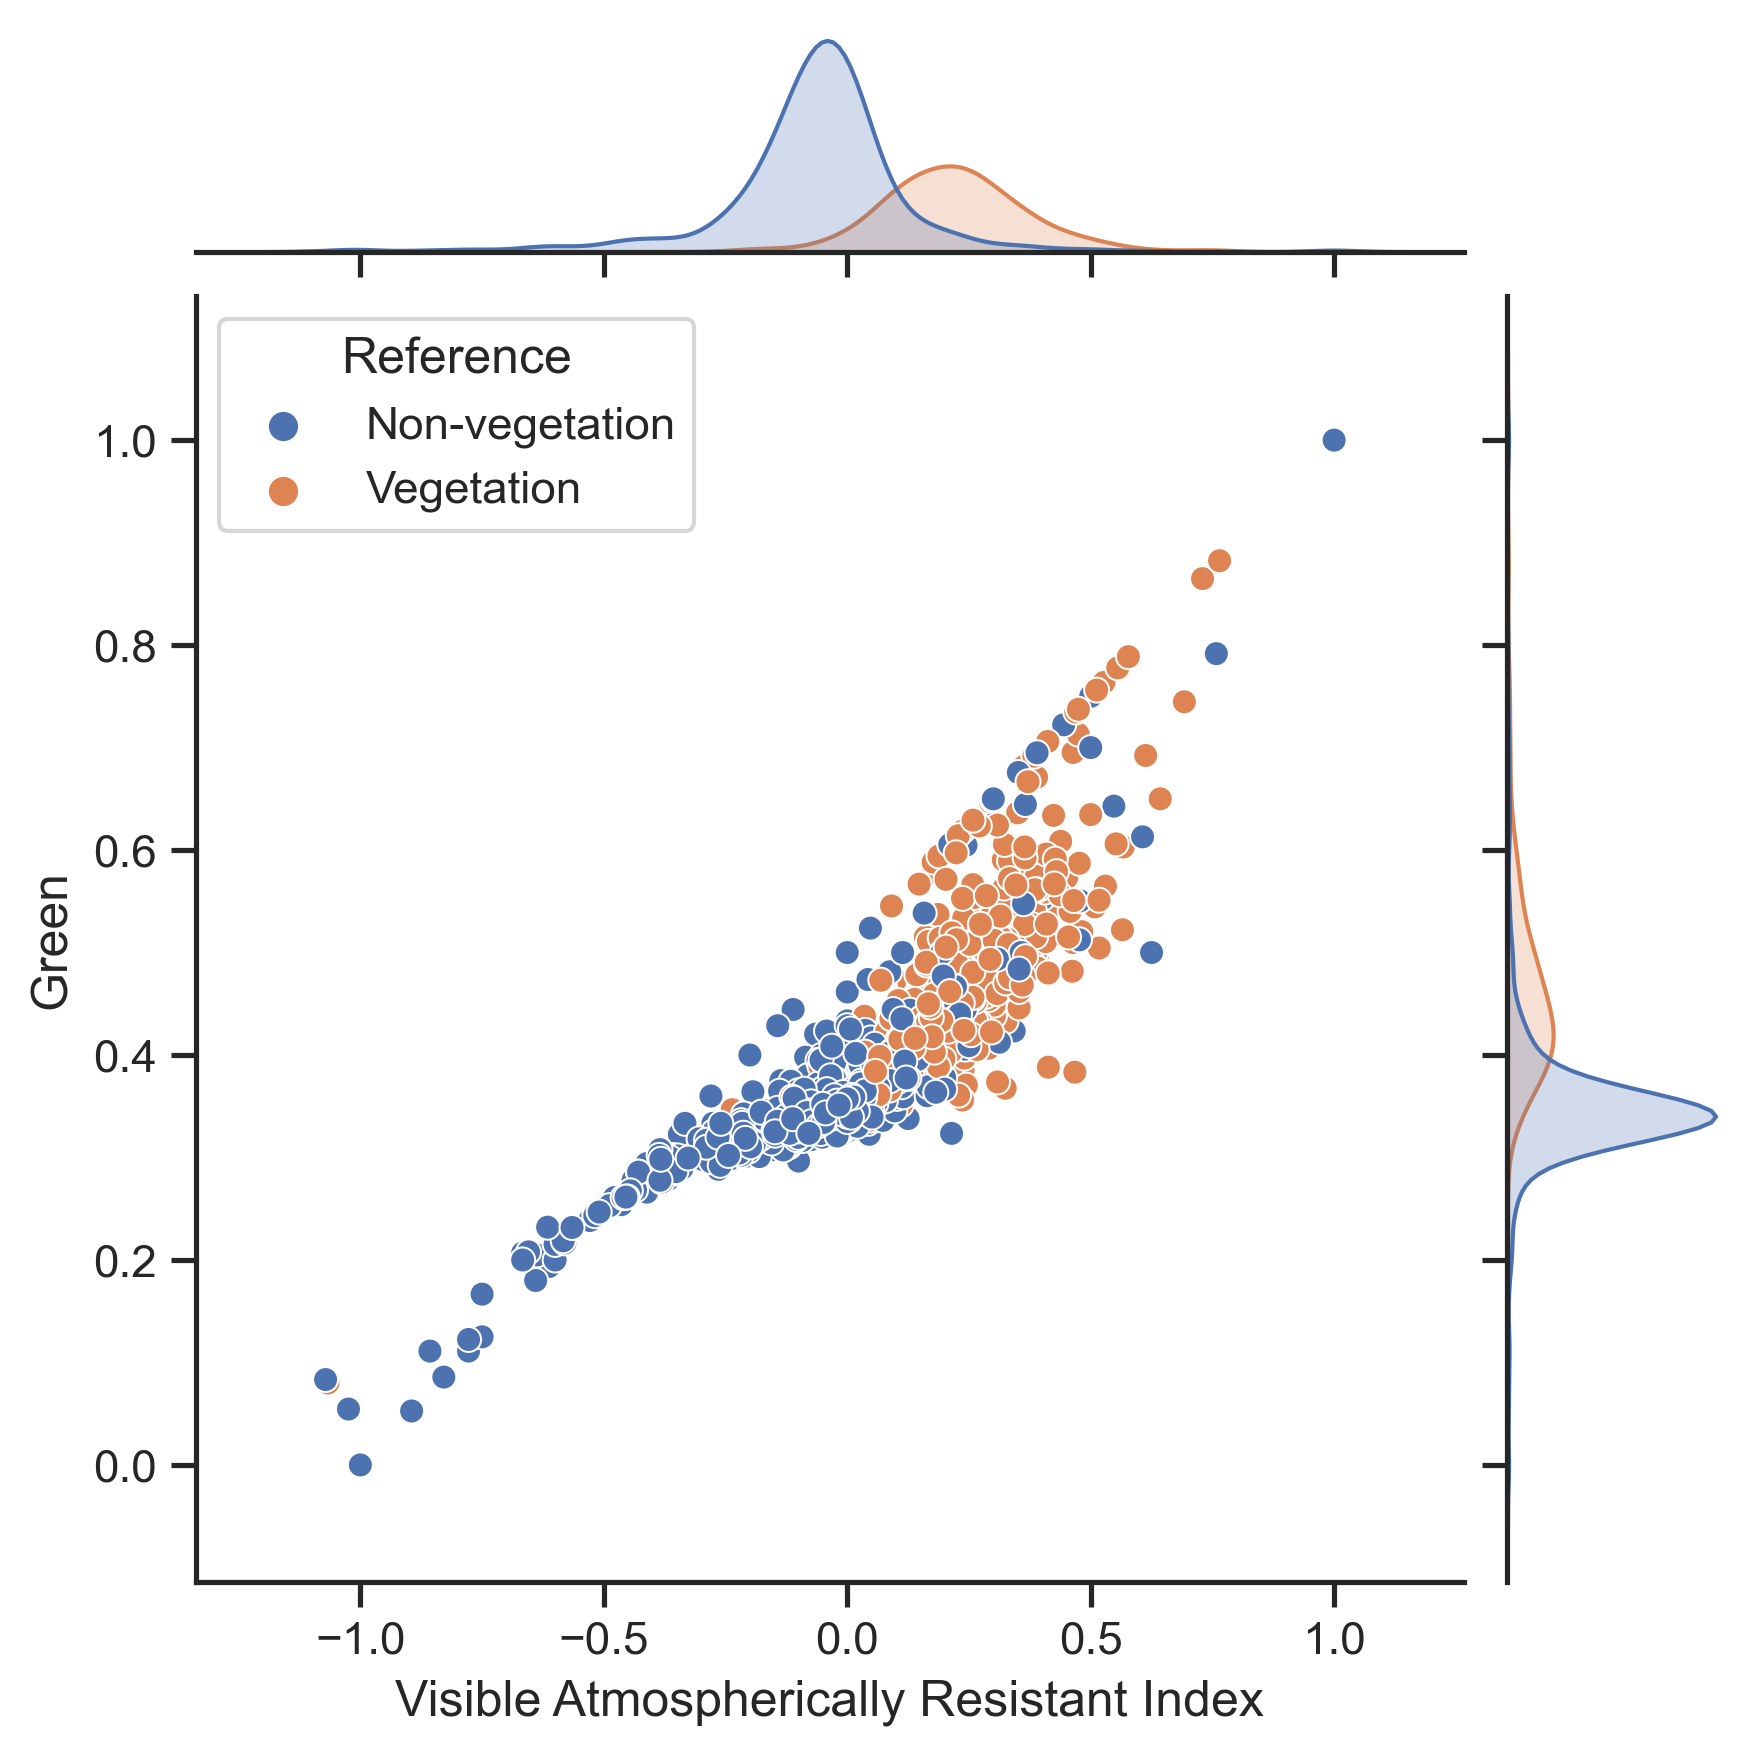 Reference
Non-vegetation
Vegetation
1.0
0.8
0.6
0.4
0.2
0.0
Green
−1.0 −0.5 0.0 0.5 1.0
Visible Atmospherically Resistant Index